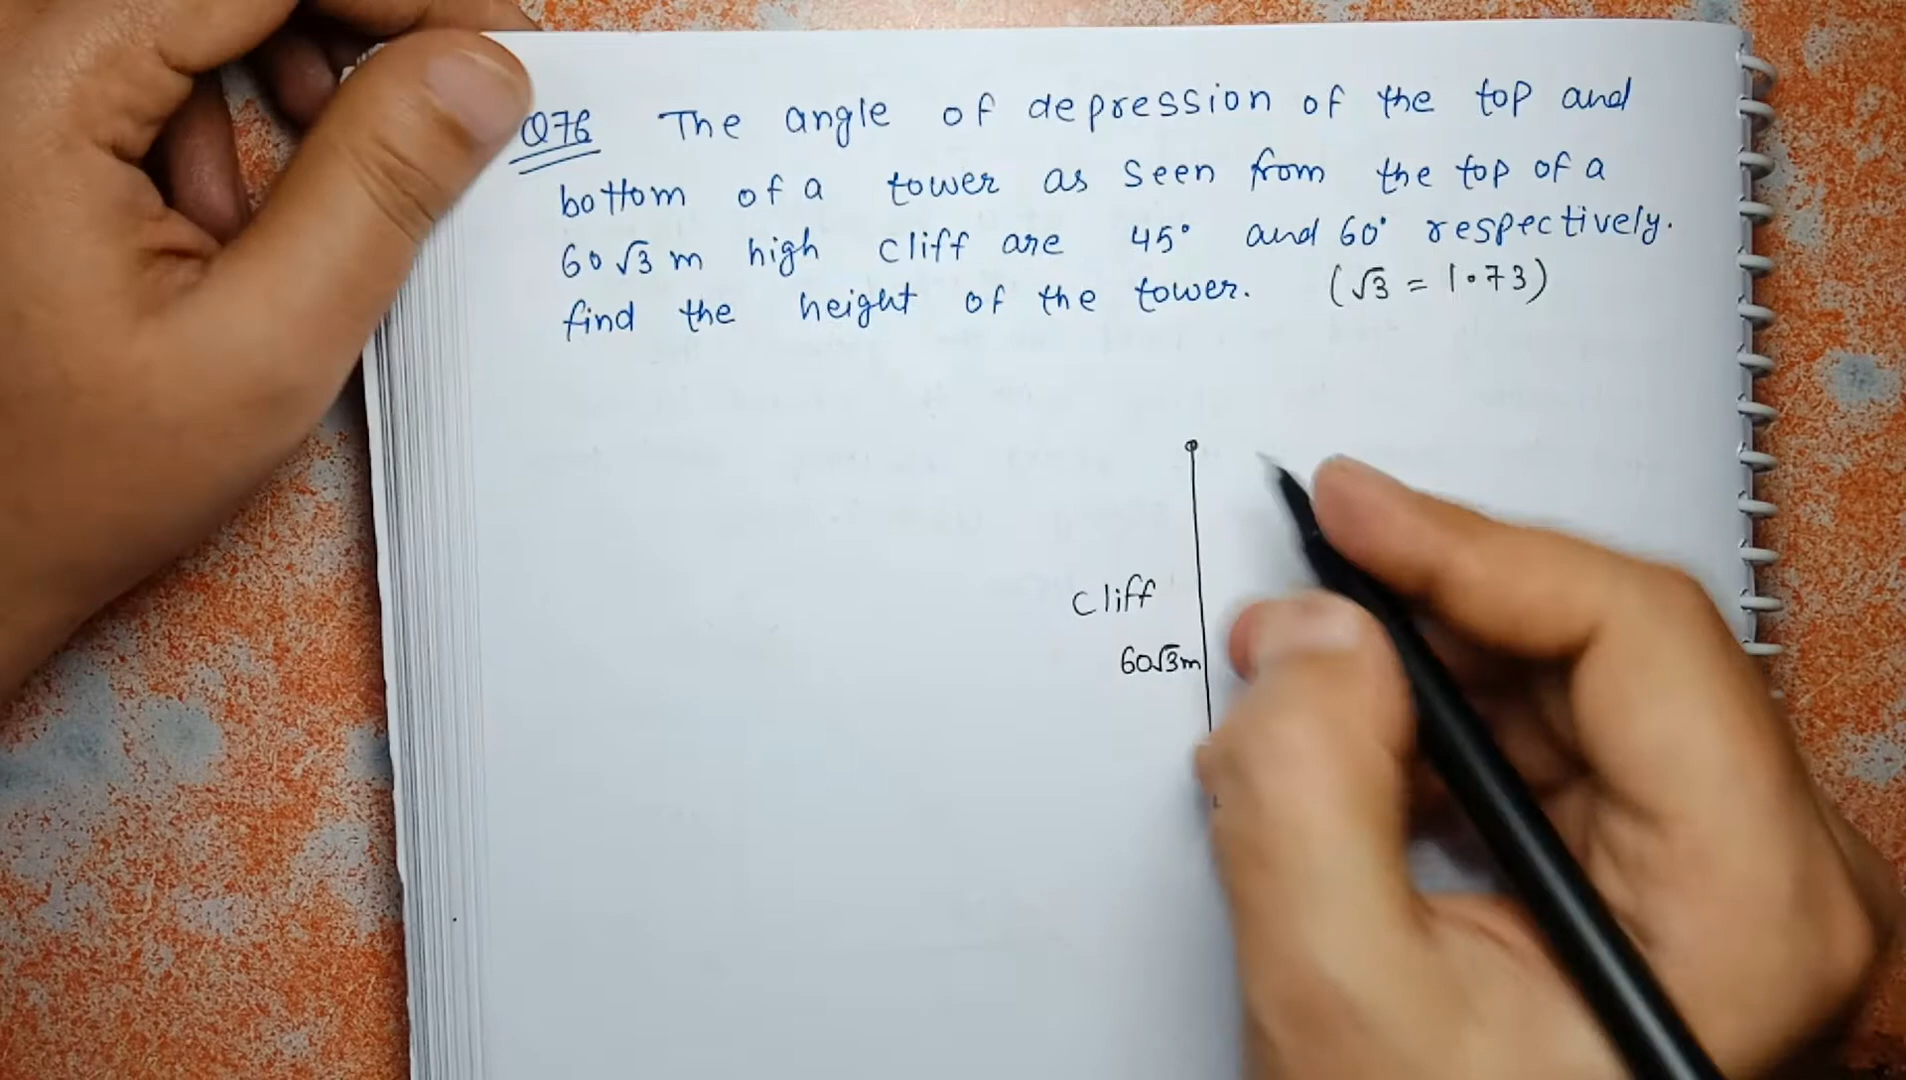 Q76 The angle of depression of the top and
bottom of a tower as seen from the top of a
60√3 m high cliff are 45° and 60° respectively.
find the height of the tower. (√3 = 1.73)
cliff
60√3m